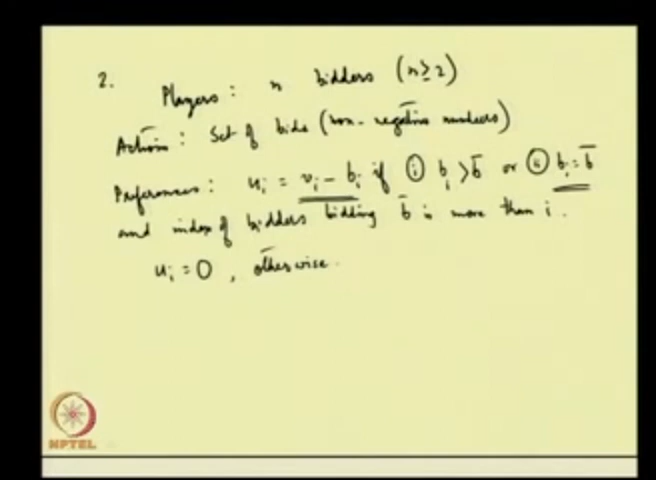 2.
Players : n bidders (n ≥ 2)
Actions : Set of bids (non-negative numbers)
Preferences : uᵢ = vᵢ - bᵢ if (i) bᵢ > b̄ or (ii) bᵢ = b̄
and index of bidders bidding b̄ is more than i.
uᵢ = 0 , otherwise.
NPTEL